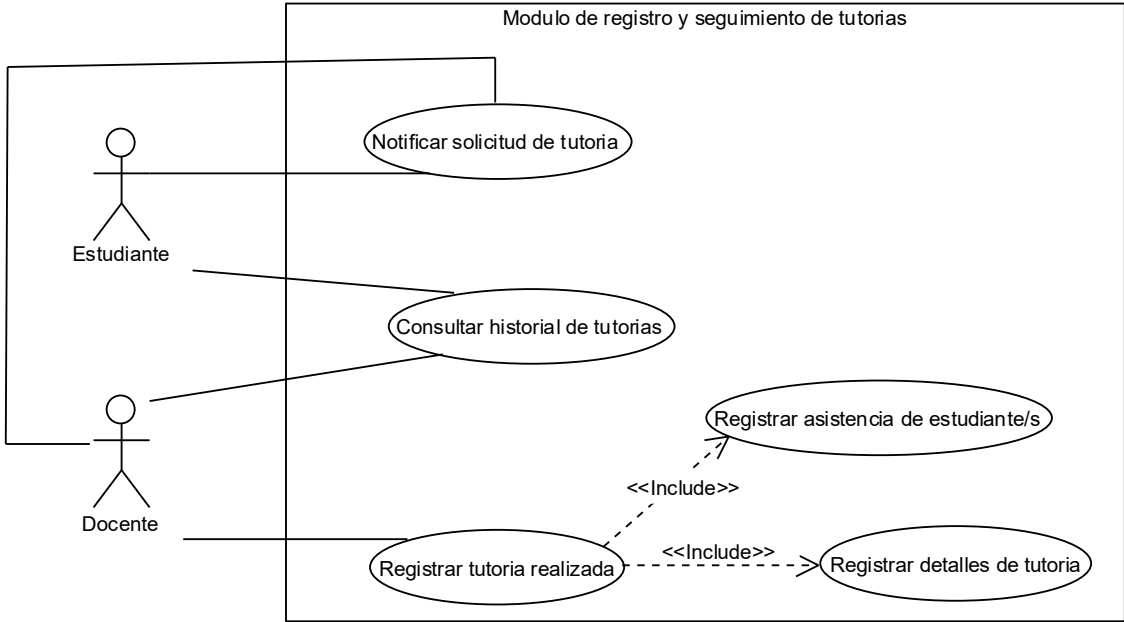 Modulo de registro y seguimiento de tutorias
Notificar solicitud de tutoria
Estudiante
Consultar historial de tutorias
Registrar asistencia de estudiante/s
<<Include>>
Docente
<<Include>>
Registrar tutoria realizada
Registrar detalles de tutoria